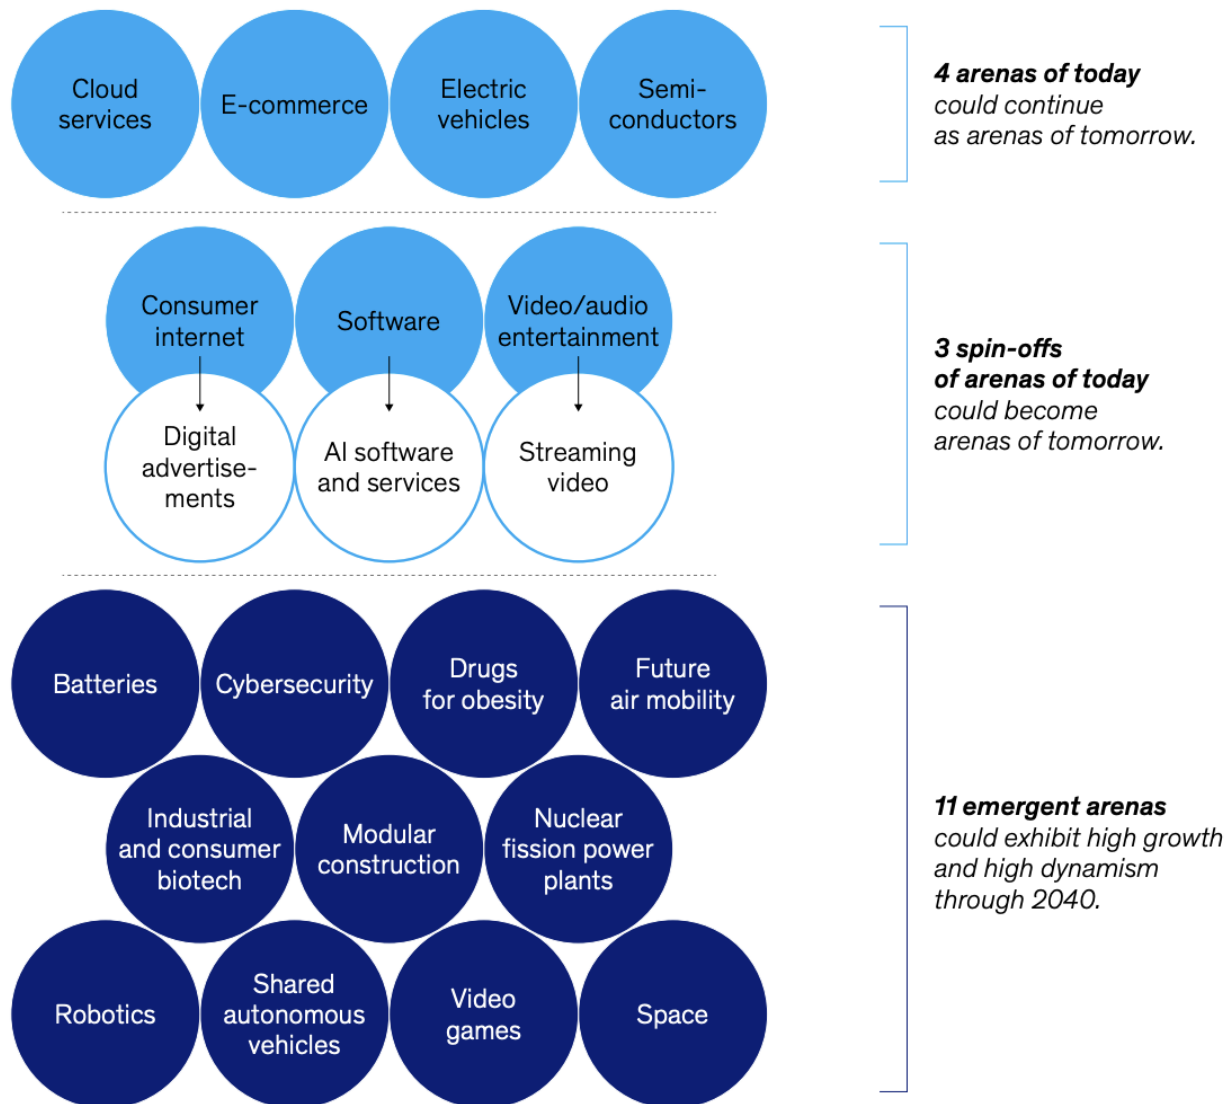 Cloud
services
E-commerce
Electric
vehicles
Semi-
conductors
4 arenas of today
could continue
as arenas of tomorrow.
Consumer
internet
Software
Video/audio
entertainment
Digital
advertise-
ments
AI software
and services
Streaming
video
3 spin-offs
of arenas of today
could become
arenas of tomorrow.
Batteries
Cybersecurity
Drugs
for obesity
Future
air mobility
Industrial
and consumer
biotech
Modular
construction
Nuclear
fission power
plants
Robotics
Shared
autonomous
vehicles
Video
games
Space
11 emergent arenas
could exhibit high growth
and high dynamism
through 2040.